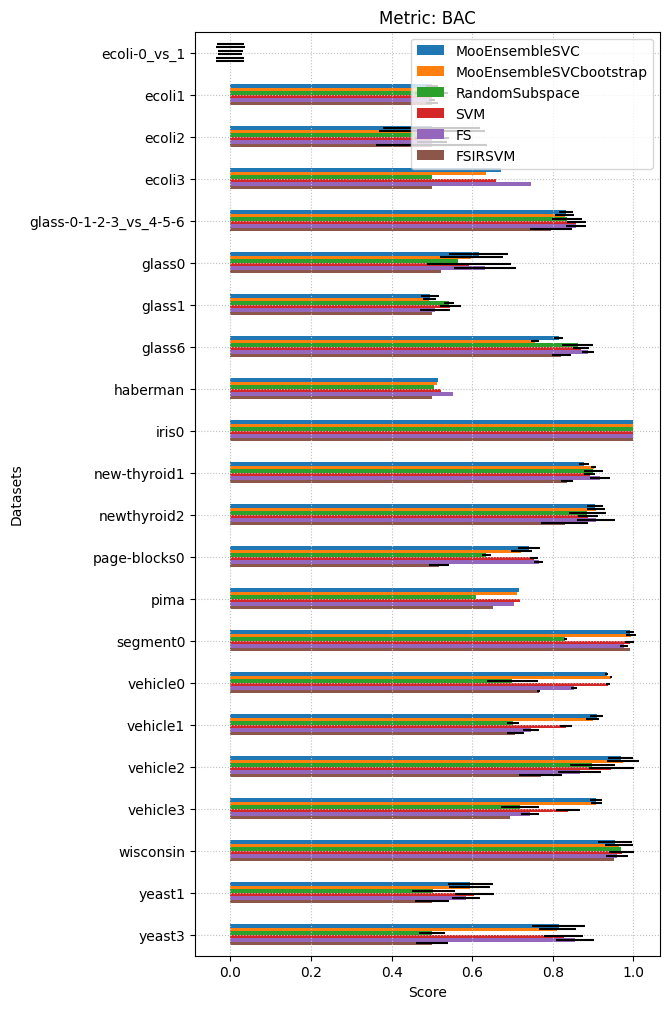 Metric: BAC
MooEnsembleSVC
MooEnsembleSVCbootstrap
RandomSubspace
SVM
FS
FSIRSVM
ecoli-0_vs_1
ecoli1
ecoli2
ecoli3
glass-0-1-2-3_vs_4-5-6
glass0
glass1
glass6
haberman
iris0
new-thyroid1
newthyroid2
page-blocks0
pima
segment0
vehicle0
vehicle1
vehicle2
vehicle3
wisconsin
yeast1
yeast3
Datasets
0.0 0.2 0.4 0.6 0.8 1.0
Score